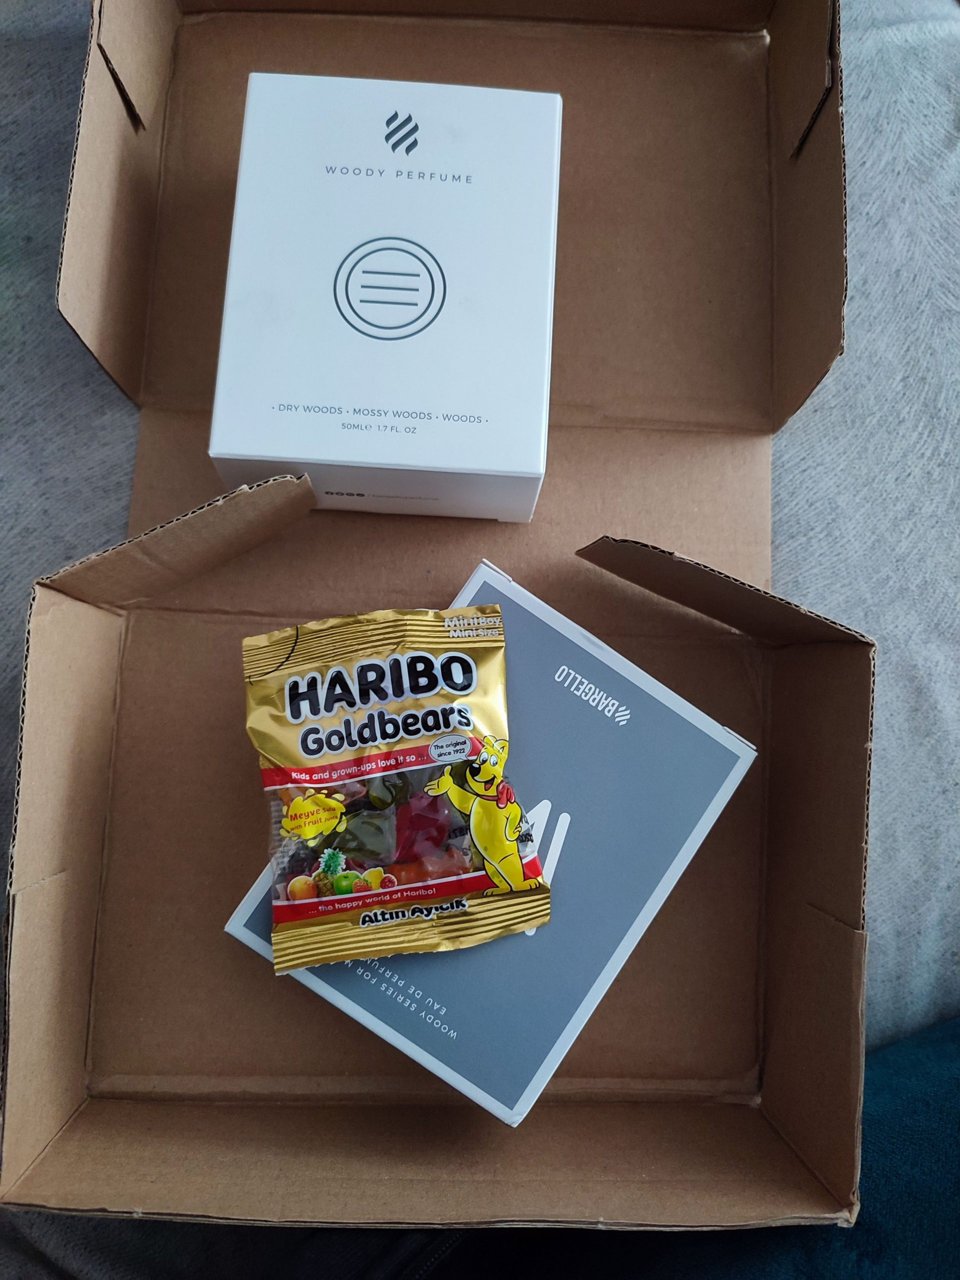 WOODY PERFUME
• DRY WOODS • MOSSY WOODS • WOODS •
50ML℮ 1.7 FL. OZ
BARGELLO
WOODY SERIES FOR
EAU DE
Mini Boy
Mini Size
HARIBO
Goldbears
The original
since 1922
Kids and grown-ups love it so ...
Meyve Sulu
with Fruit Juice
... the happy world of Haribo!
Altın Ayıcık